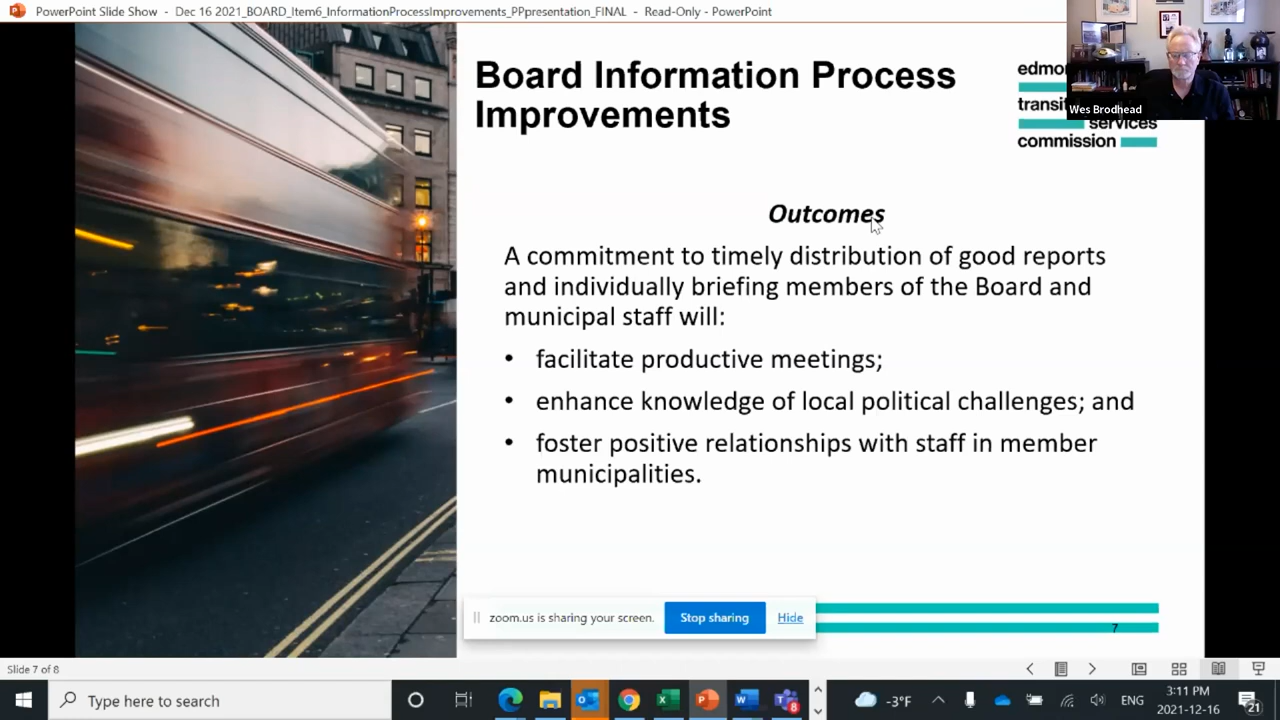 PowerPoint Slide Show - Dec 16 2021_BOARD_Item6_InformationProcessImprovements_PPpresentation_FINAL - Read-Only - PowerPoint
Board Information Process
Improvements
Wes Brodhead
services
commission
Outcomes
A commitment to timely distribution of good reports
and individually briefing members of the Board and
municipal staff will:
• facilitate productive meetings;
• enhance knowledge of local political challenges; and
• foster positive relationships with staff in member
municipalities.
zoom.us is sharing your screen. Stop sharing Hide
7
Slide 7 of 8
Type here to search
-3°F
ENG
3:11 PM
2021-12-16
8
21